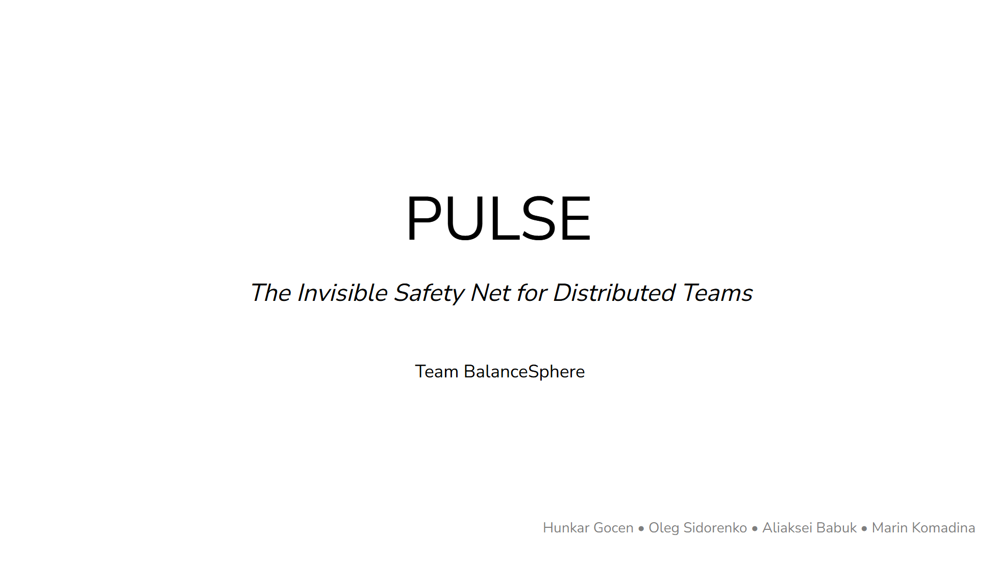 PULSE
The Invisible Safety Net for Distributed Teams
Team BalanceSphere
Hunkar Gocen • Oleg Sidorenko • Aliaksei Babuk • Marin Komadina